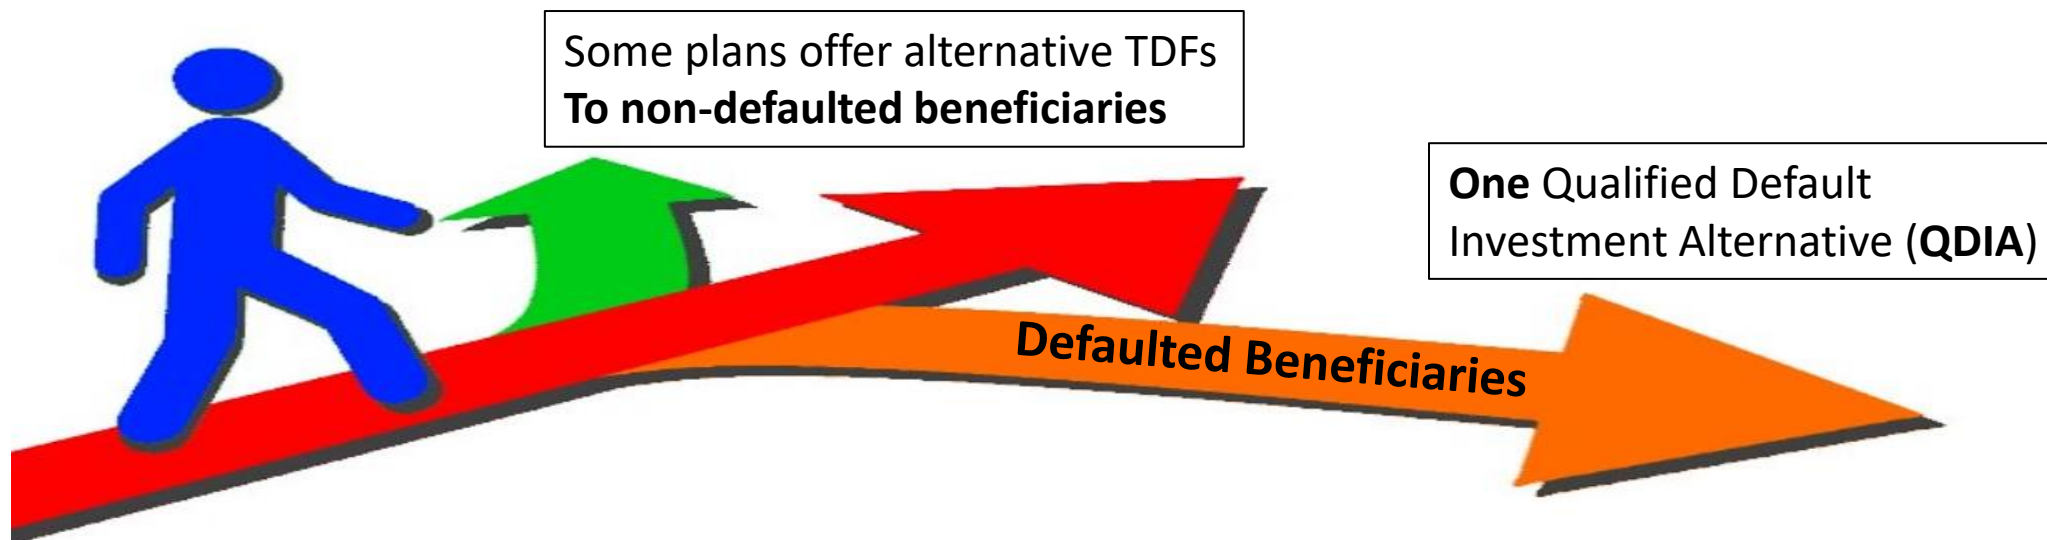 Some plans offer alternative TDFs
To non-defaulted beneficiaries
One Qualified Default
Investment Alternative (QDIA)
Defaulted Beneficiaries